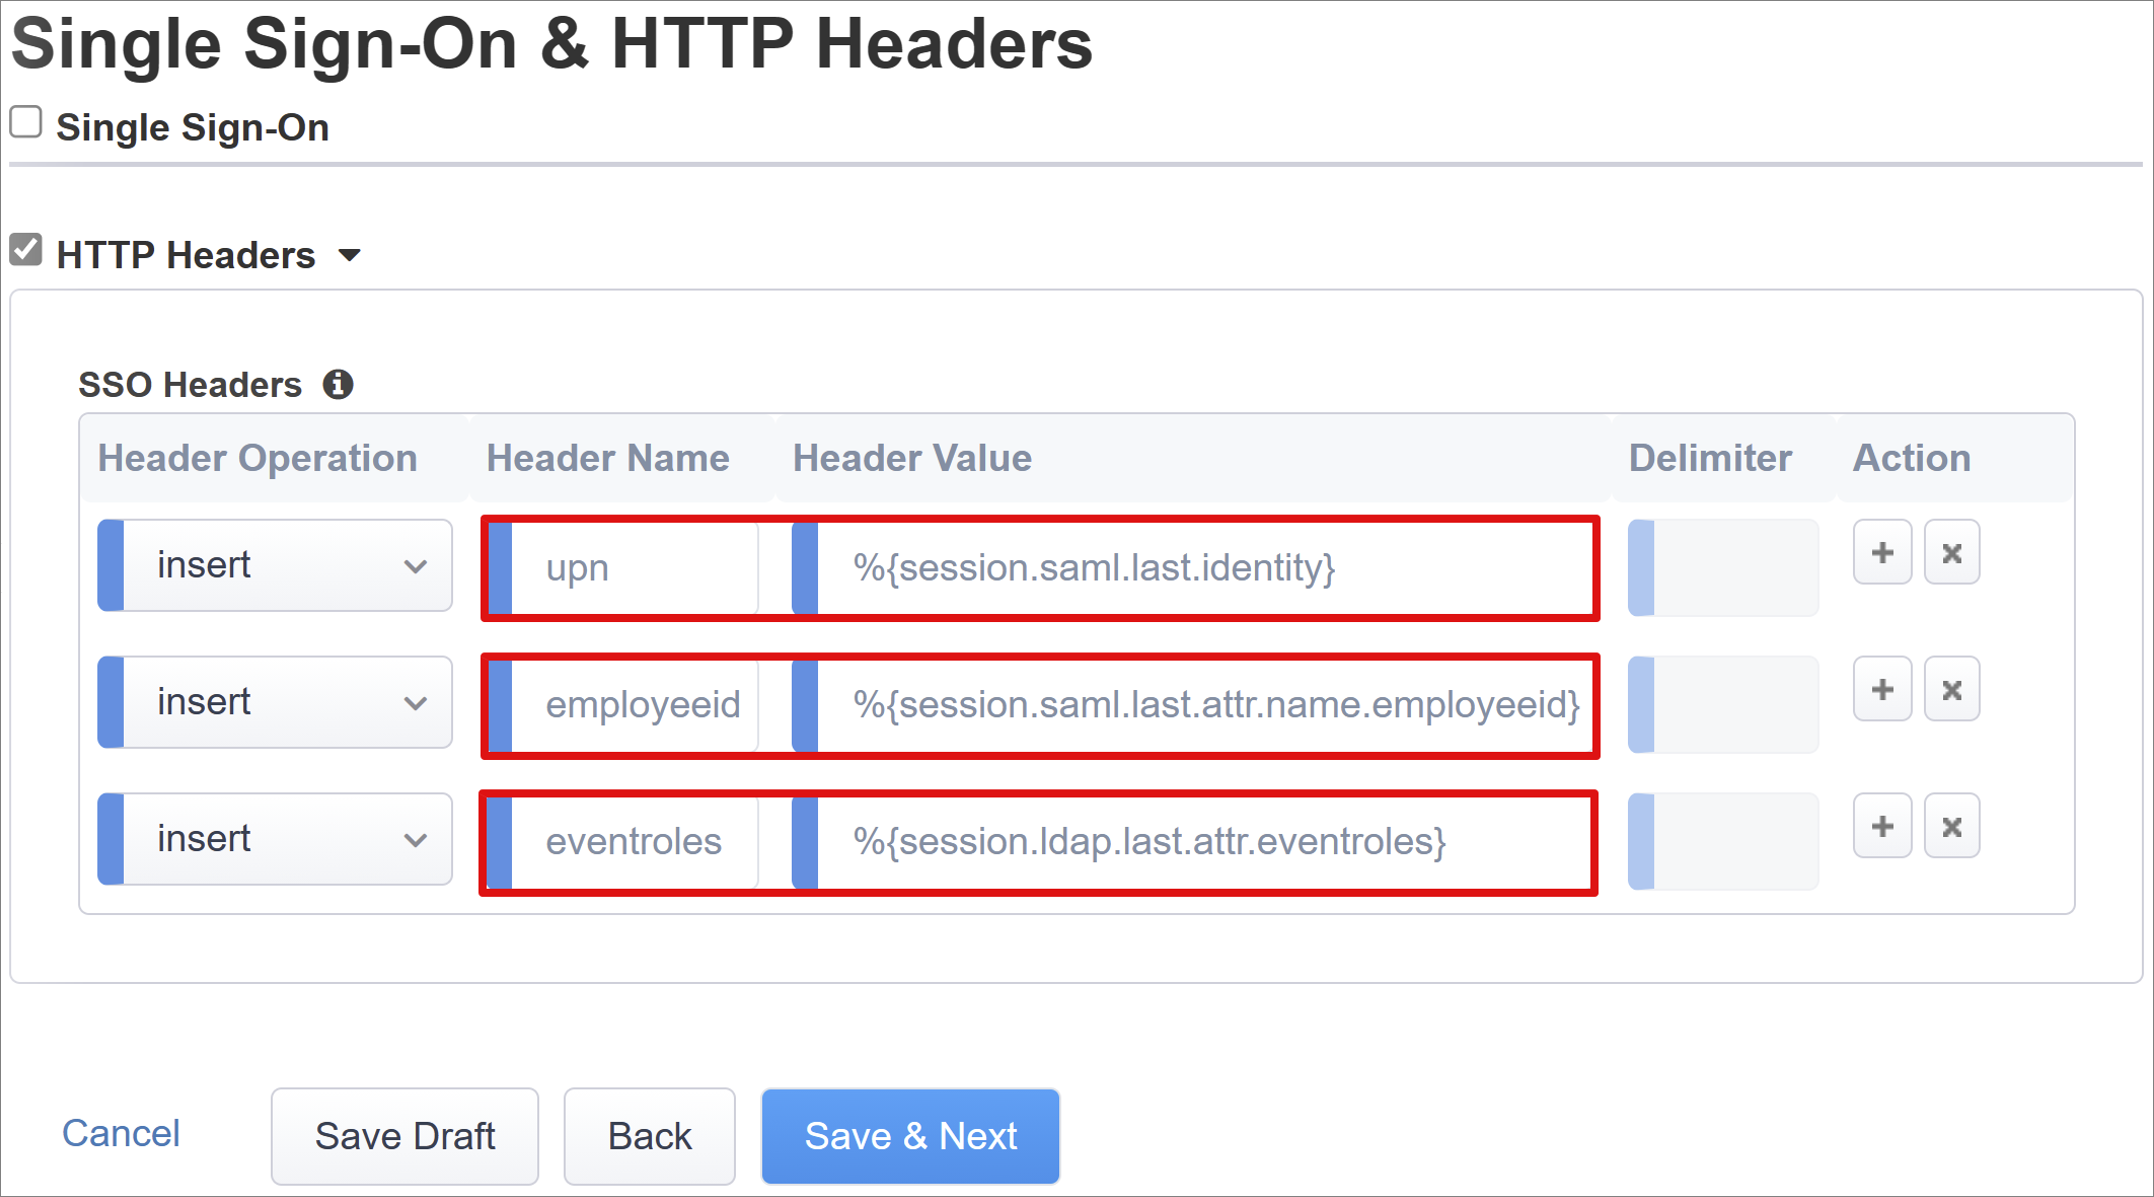 Single Sign-On & HTTP Headers
Single Sign-On
HTTP Headers
SSO Headers
Header Operation Header Name Header Value Delimiter Action
insert upn %{session.saml.last.identity}
insert employeeid %{session.saml.last.attr.name.employeeid}
insert eventroles %{session.ldap.last.attr.eventroles}
Cancel Save Draft Back Save & Next